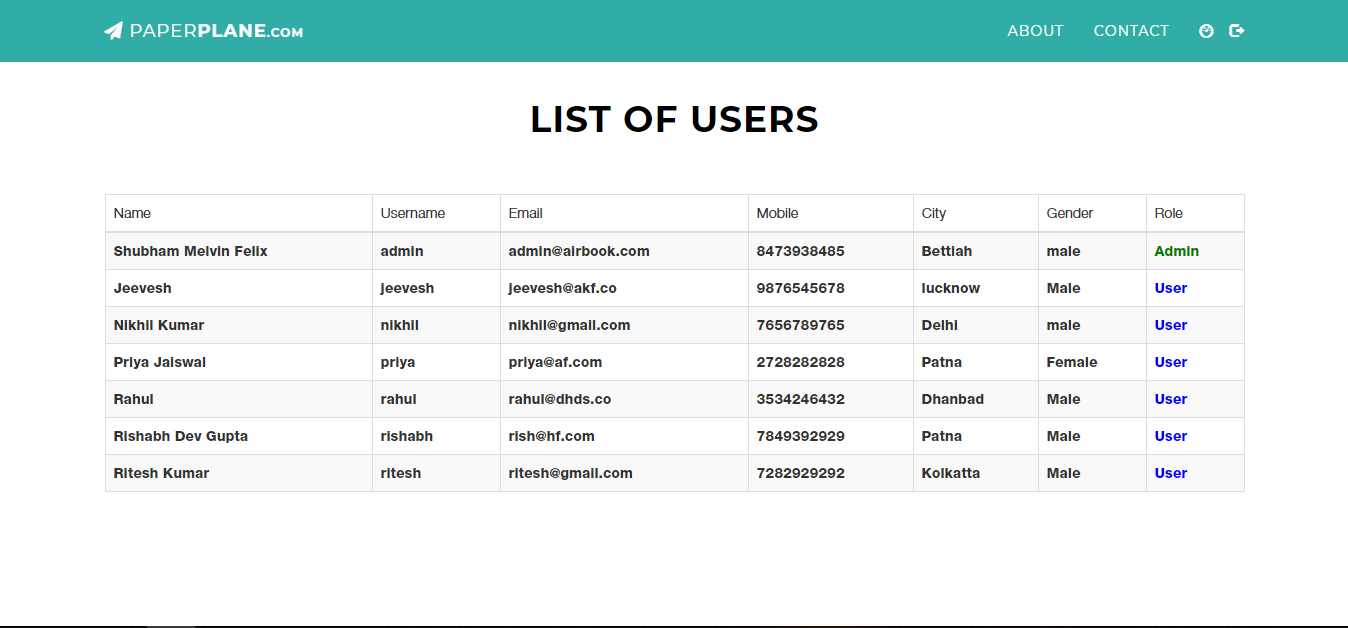 PAPERPLANE.COM ABOUT CONTACT
LIST OF USERS
Name Username Email Mobile City Gender Role
Shubham Melvin Felix admin admin@airbook.com 8473938485 Bettiah male Admin
Jeevesh jeevesh jeevesh@akf.co 9876545678 lucknow Male User
Nikhil Kumar nikhil nikhil@gmail.com 7656789765 Delhi male User
Priya Jaiswal priya priya@af.com 2728282828 Patna Female User
Rahul rahul rahul@dhds.co 3534246432 Dhanbad Male User
Rishabh Dev Gupta rishabh rish@hf.com 7849392929 Patna Male User
Ritesh Kumar ritesh ritesh@gmail.com 7282929292 Kolkatta Male User